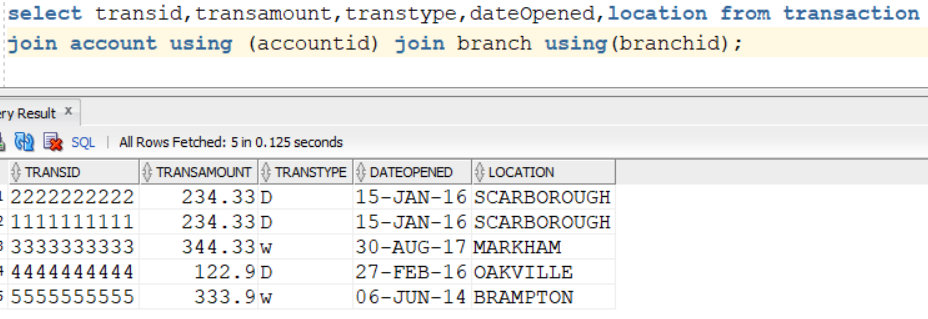 select transid,transamount,transtype,dateOpened,location from transaction
join account using (accountid) join branch using(branchid);
Query Result x
SQL | All Rows Fetched: 5 in 0.125 seconds
TRANSID TRANSAMOUNT TRANSTYPE DATEOPENED LOCATION
1 2222222222 234.33 D 15-JAN-16 SCARBOROUGH
2 1111111111 234.33 D 15-JAN-16 SCARBOROUGH
3 3333333333 344.33 w 30-AUG-17 MARKHAM
4 4444444444 122.9 D 27-FEB-16 OAKVILLE
5 5555555555 333.9 w 06-JUN-14 BRAMPTON